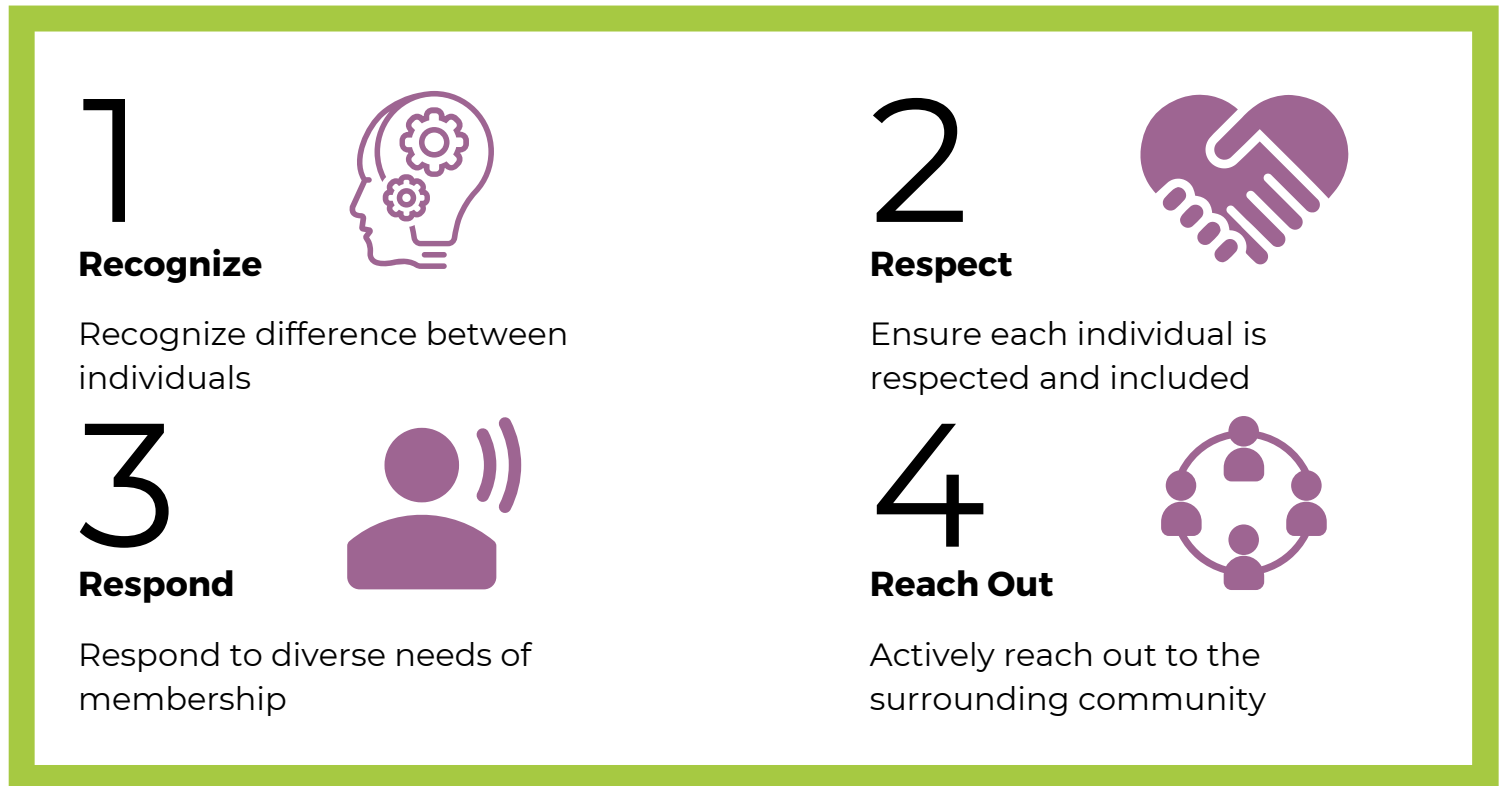 1
Recognize
Recognize difference between
individuals
2
Respect
Ensure each individual is
respected and included
3
Respond
Respond to diverse needs of
membership
4
Reach Out
Actively reach out to the
surrounding community